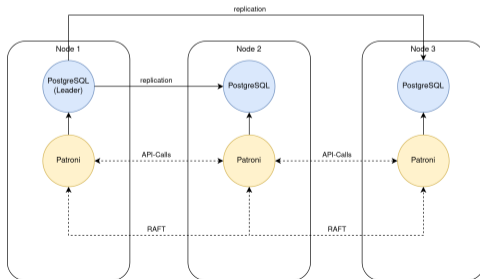 replication
Node 1
Node 2
Node 3
PostgreSQL
(Leader)
replication
PostgreSQL
PostgreSQL
Patroni
API-Calls
Patroni
API-Calls
Patroni
RAFT
RAFT